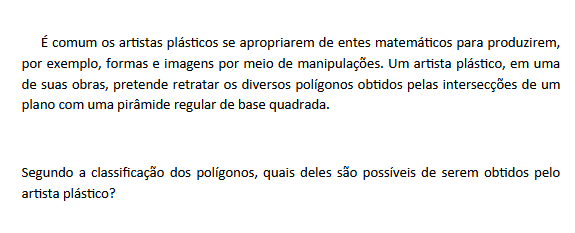 É comum os artistas plásticos se apropriarem de entes matemáticos para produzirem,
por exemplo, formas e imagens por meio de manipulações. Um artista plástico, em uma
de suas obras, pretende retratar os diversos polígonos obtidos pelas intersecções de um
plano com uma pirâmide regular de base quadrada.
Segundo a classificação dos polígonos, quais deles são possíveis de serem obtidos pelo
artista plástico?